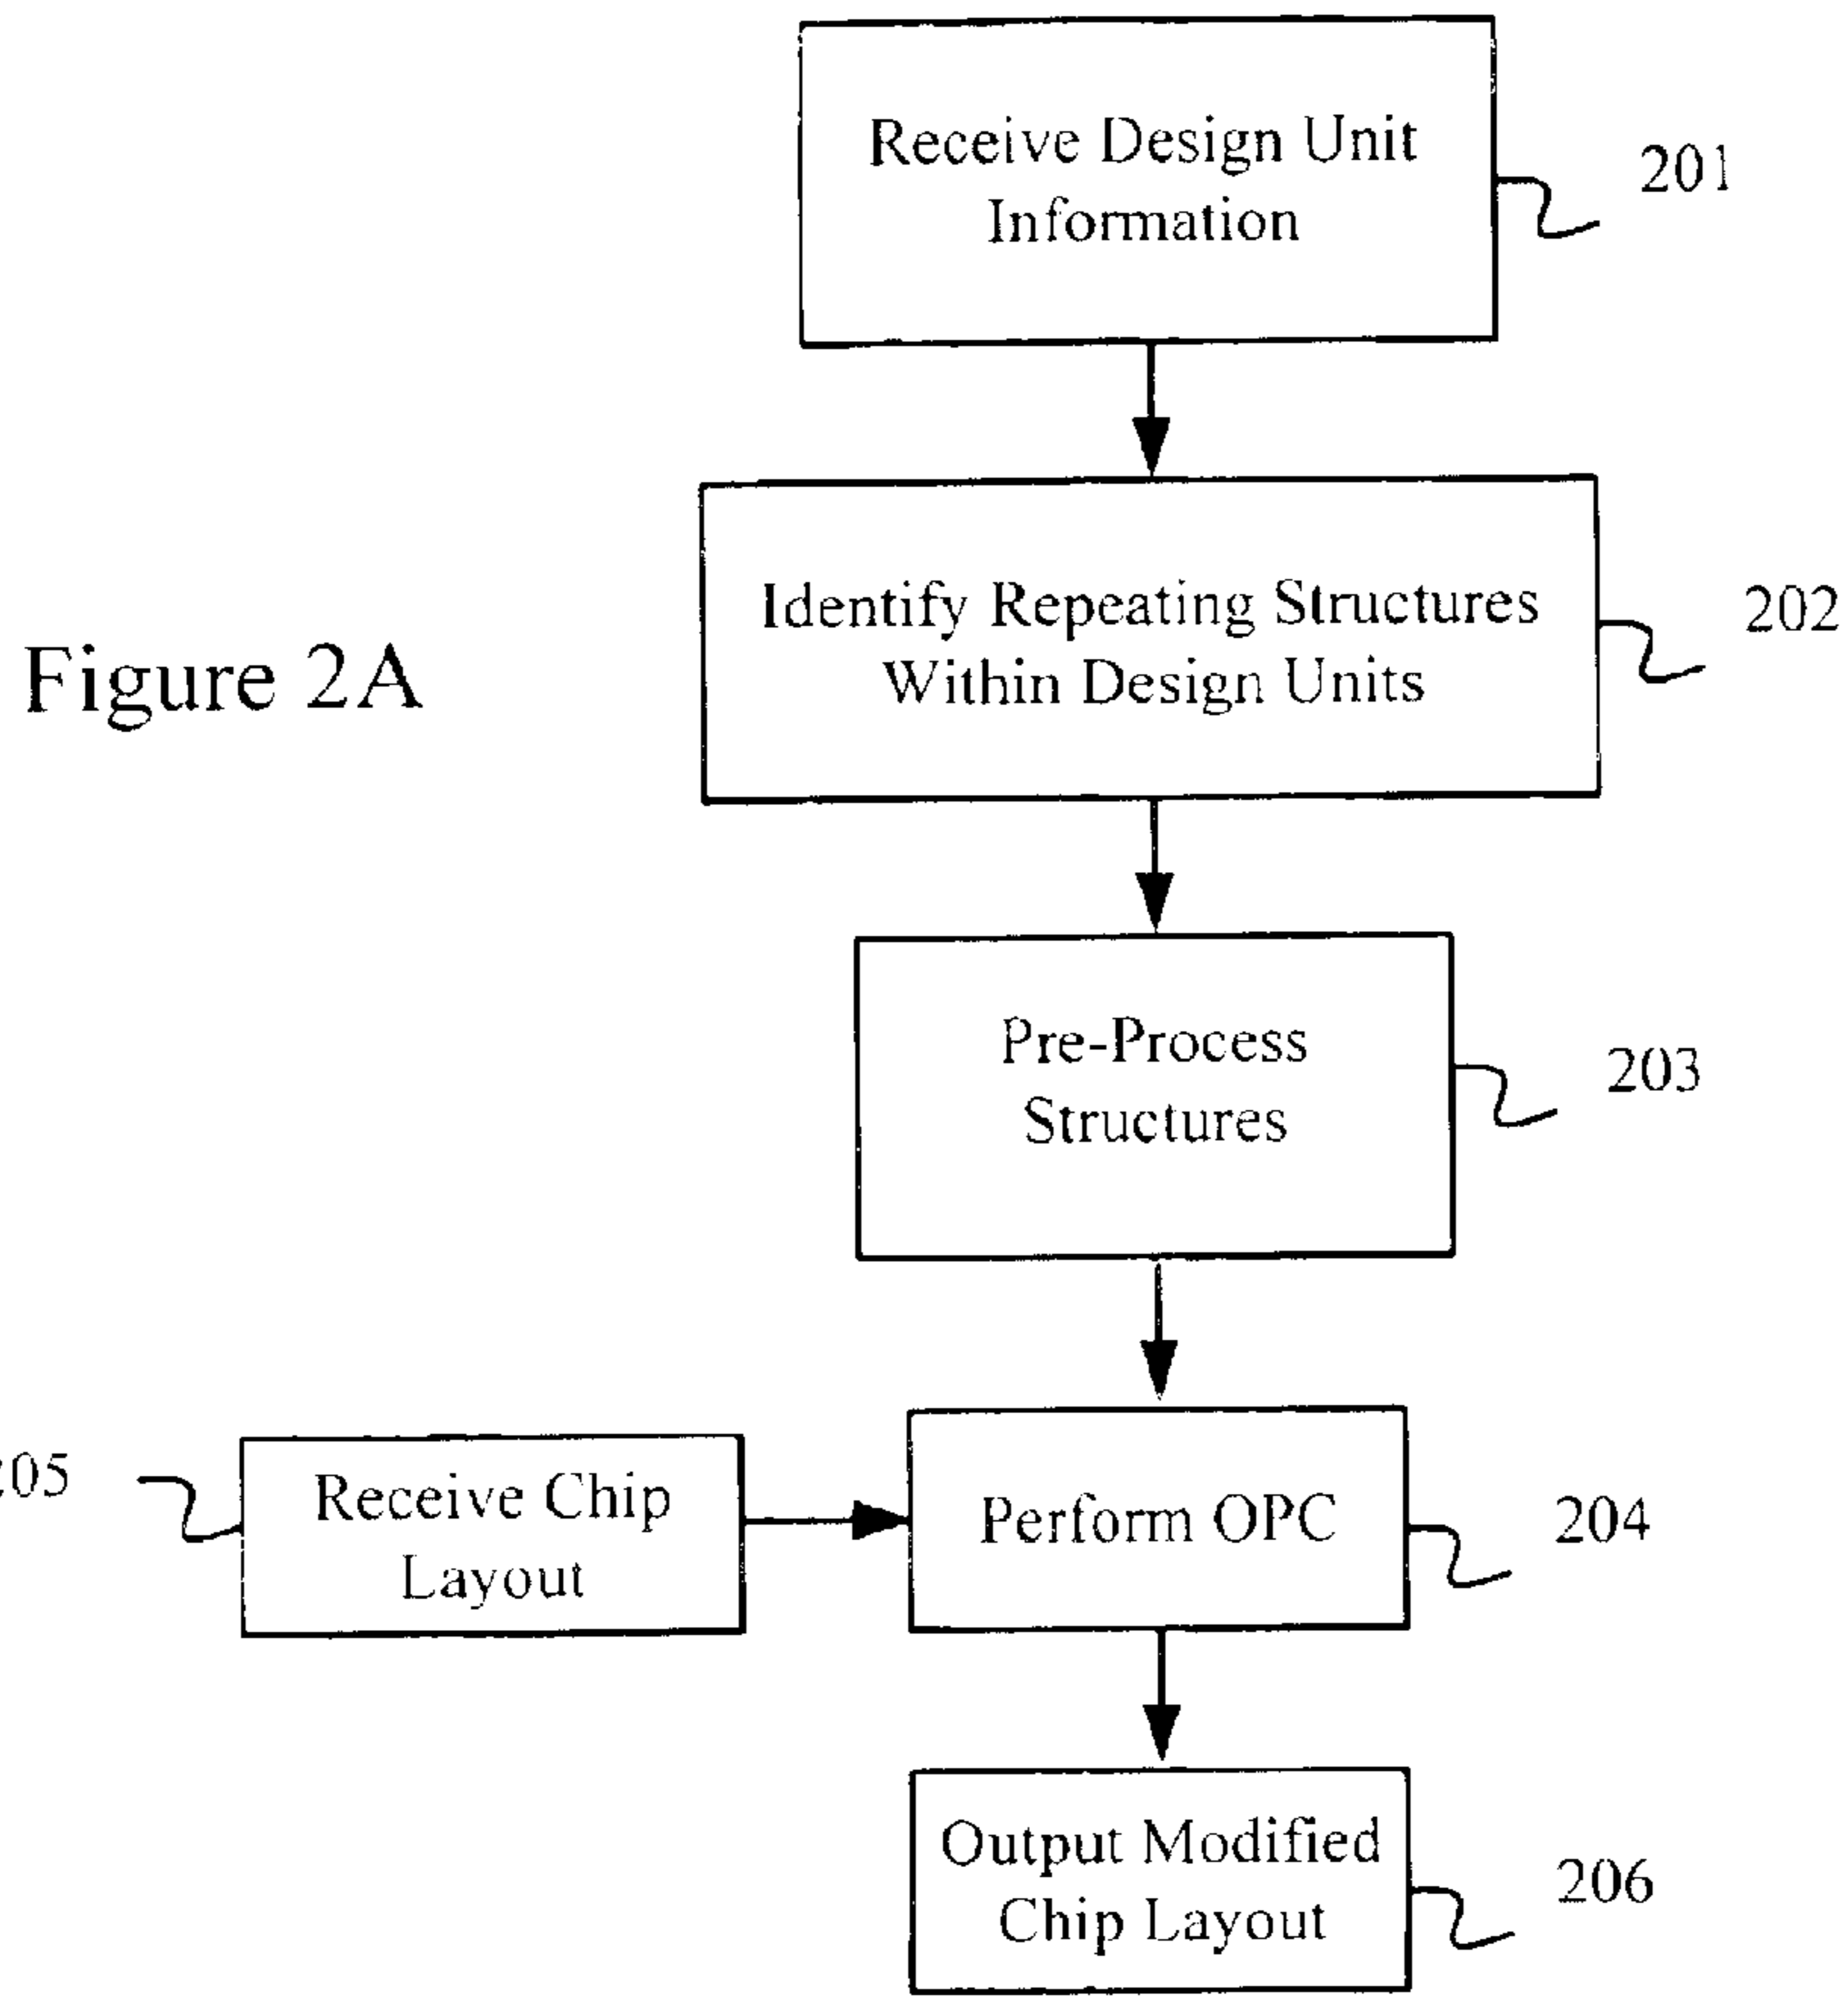 Receive Design Unit
Information
201
Identify Repeating Structures
Within Design Units
202
Figure 2A
Pre-Process
Structures
203
205
Receive Chip
Layout
Perform OPC
204
Output Modified
Chip Layout
206